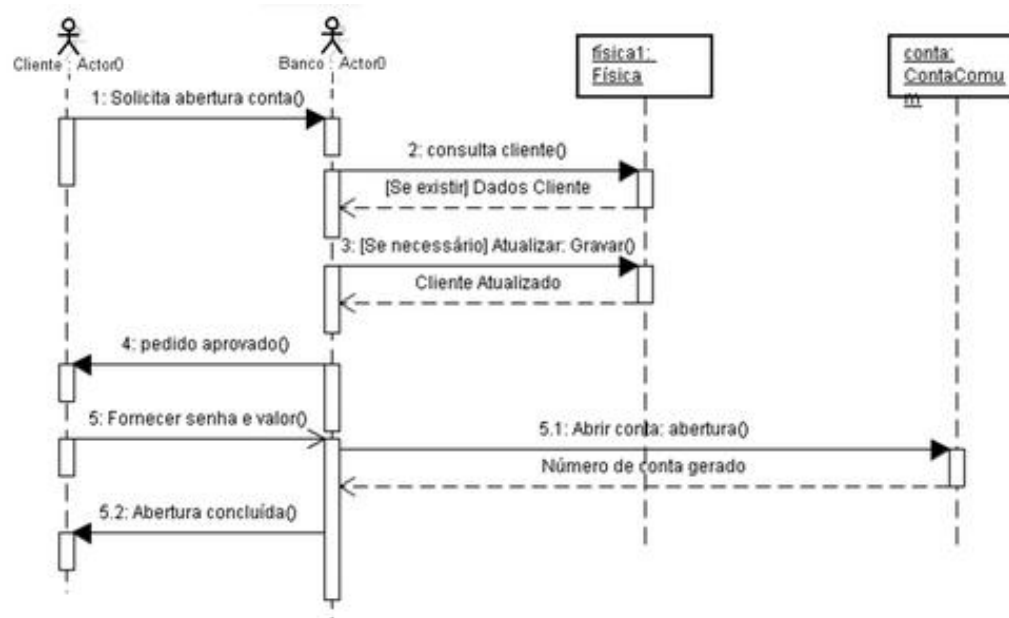 Cliente : Actor0
Banco : Actor0
física1:
Física
conta:
ContaComu
m
1: Solicita abertura conta()
2: consulta cliente()
[Se existir] Dados Cliente
3: [Se necessário] Atualizar: Gravar()
Cliente Atualizado
4: pedido aprovado()
5: Fornecer senha e valor()
5.1: Abrir conta: abertura()
Número de conta gerado
5.2: Abertura concluída()